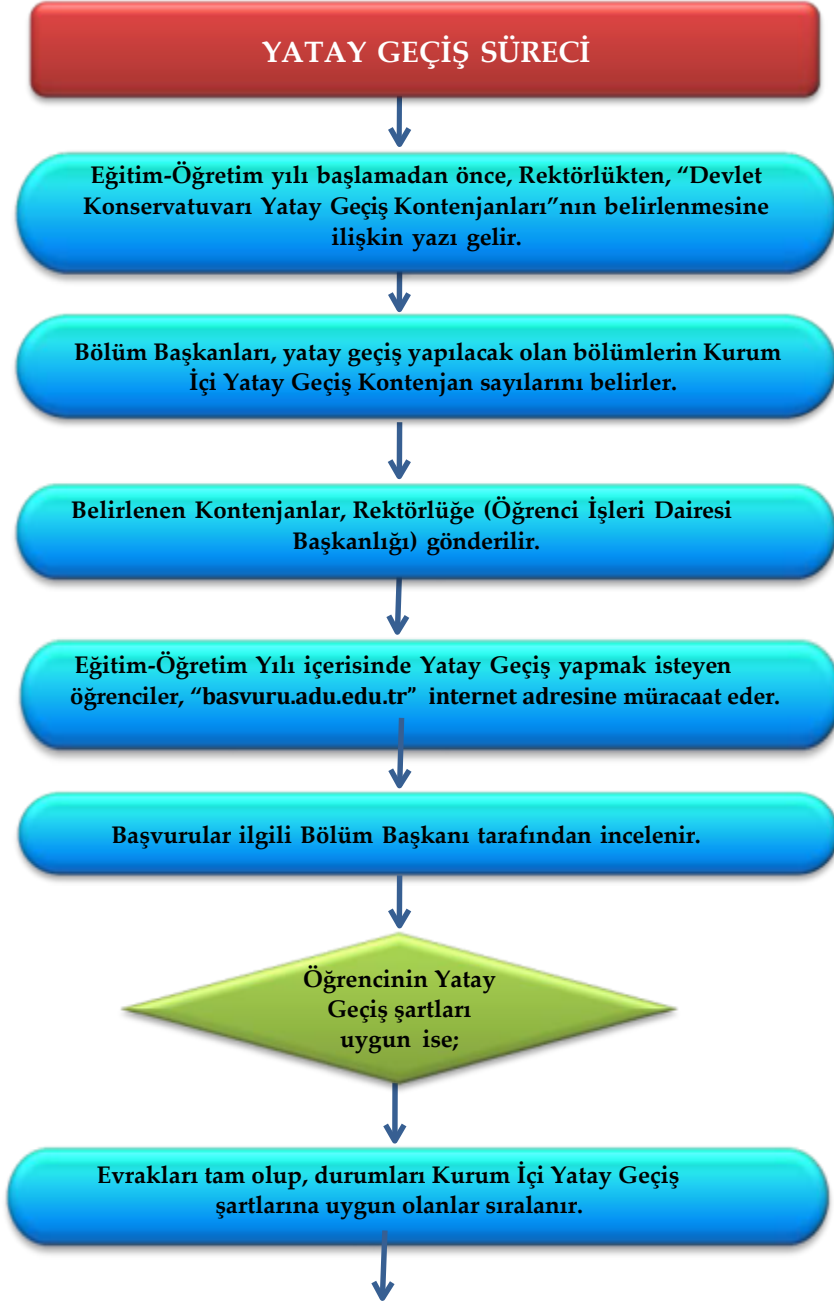 YATAY GEÇİŞ SÜRECİ
Eğitim-Öğretim yılı başlamadan önce, Rektörlükten, “Devlet
Konservatuvarı Yatay Geçiş Kontenjanları”nın belirlenmesine
ilişkin yazı gelir.
Bölüm Başkanları, yatay geçiş yapılacak olan bölümlerin Kurum
İçi Yatay Geçiş Kontenjan sayılarını belirler.
Belirlenen Kontenjanlar, Rektörlüğe (Öğrenci İşleri Dairesi
Başkanlığı) gönderilir.
Eğitim-Öğretim Yılı içerisinde Yatay Geçiş yapmak isteyen
öğrenciler, “basvuru.adu.edu.tr” internet adresine müracaat eder.
Başvurular ilgili Bölüm Başkanı tarafından incelenir.
Öğrencinin Yatay
Geçiş şartları
uygun ise;
Evrakları tam olup, durumları Kurum İçi Yatay Geçiş
şartlarına uygun olanlar sıralanır.